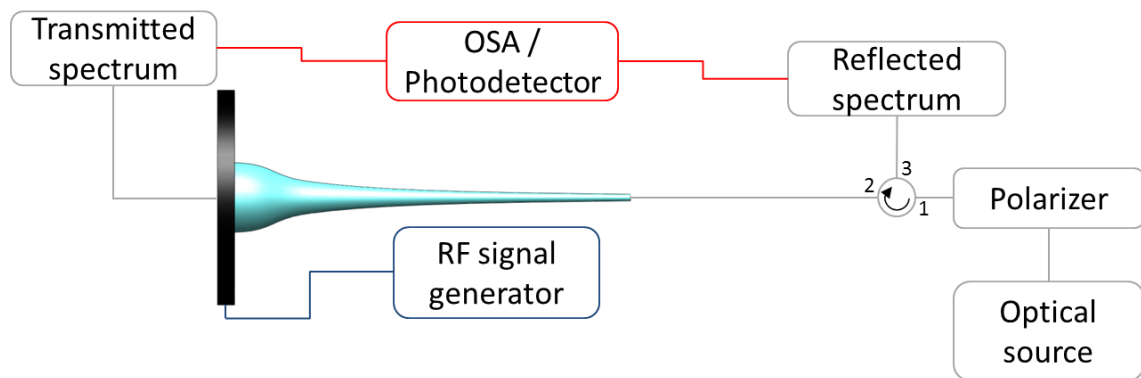 Transmitted
spectrum
OSA /
Photodetector
Reflected
spectrum
3
2
1
Polarizer
RF signal
generator
Optical
source